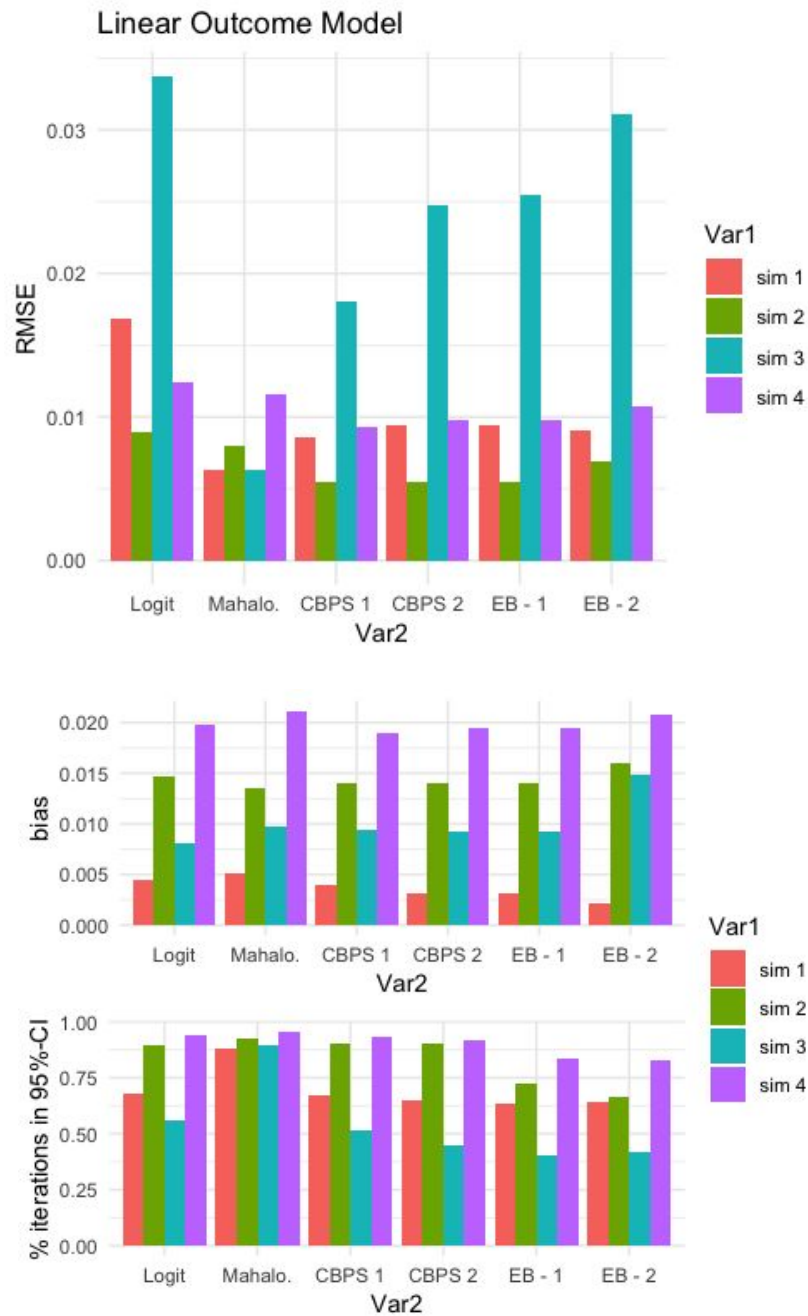 Linear Outcome Model
0.03
0.02
0.01
0.00
RMSE
Logit Mahalo. CBPS 1 CBPS 2 EB - 1 EB - 2
Var2
Var1
sim 1
sim 2
sim 3
sim 4
0.020
0.015
0.010
0.005
0.000
bias
Logit Mahalo. CBPS 1 CBPS 2 EB - 1 EB - 2
Var2
Var1
sim 1
sim 2
sim 3
sim 4
1.00
0.75
0.50
0.25
0.00
% iterations in 95%-CI
Logit Mahalo. CBPS 1 CBPS 2 EB - 1 EB - 2
Var2